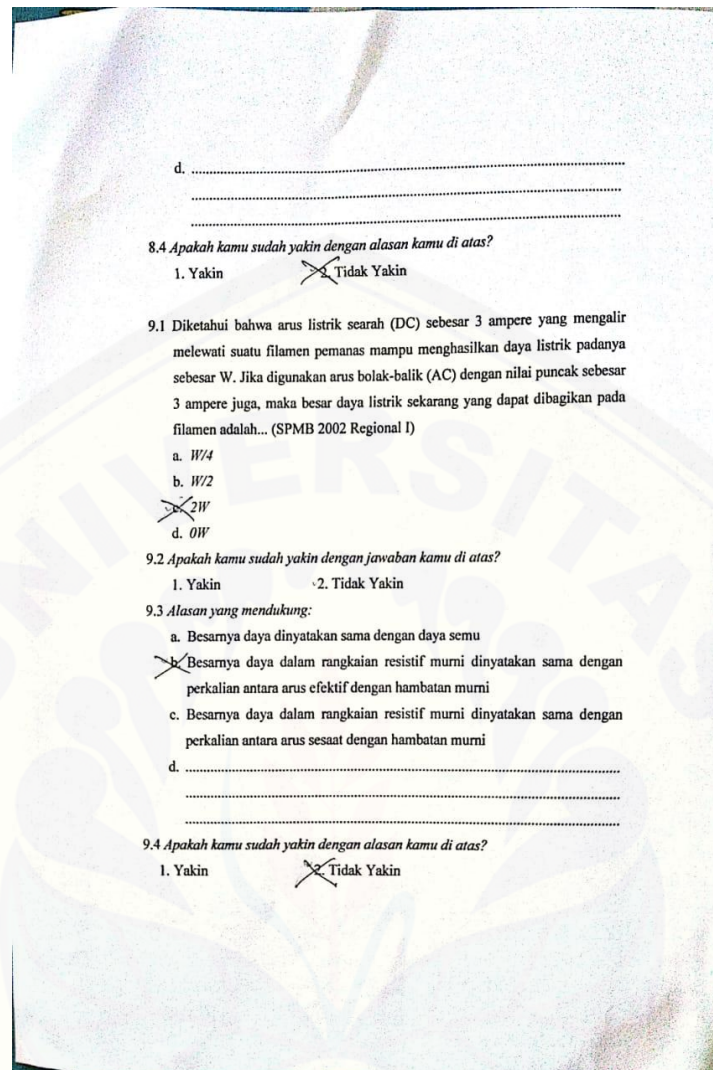 d. ........................................................................
........................................................................
........................................................................
8.4 Apakah kamu sudah yakin dengan alasan kamu di atas?
1. Yakin 2. Tidak Yakin
9.1 Diketahui bahwa arus listrik searah (DC) sebesar 3 ampere yang mengalir
melewati suatu filamen pemanas mampu menghasilkan daya listrik padanya
sebesar W. Jika digunakan arus bolak-balik (AC) dengan nilai puncak sebesar
3 ampere juga, maka besar daya listrik sekarang yang dapat dibagikan pada
filamen adalah... (SPMB 2002 Regional I)
a. W/4
b. W/2
c. 2W
d. 0W
9.2 Apakah kamu sudah yakin dengan jawaban kamu di atas?
1. Yakin 2. Tidak Yakin
9.3 Alasan yang mendukung:
a. Besarnya daya dinyatakan sama dengan daya semu
b. Besarnya daya dalam rangkaian resistif murni dinyatakan sama dengan
perkalian antara arus efektif dengan hambatan murni
c. Besarnya daya dalam rangkaian resistif murni dinyatakan sama dengan
perkalian antara arus sesaat dengan hambatan murni
d. ........................................................................
........................................................................
........................................................................
9.4 Apakah kamu sudah yakin dengan alasan kamu di atas?
1. Yakin 2. Tidak Yakin
UNIVERSITAS